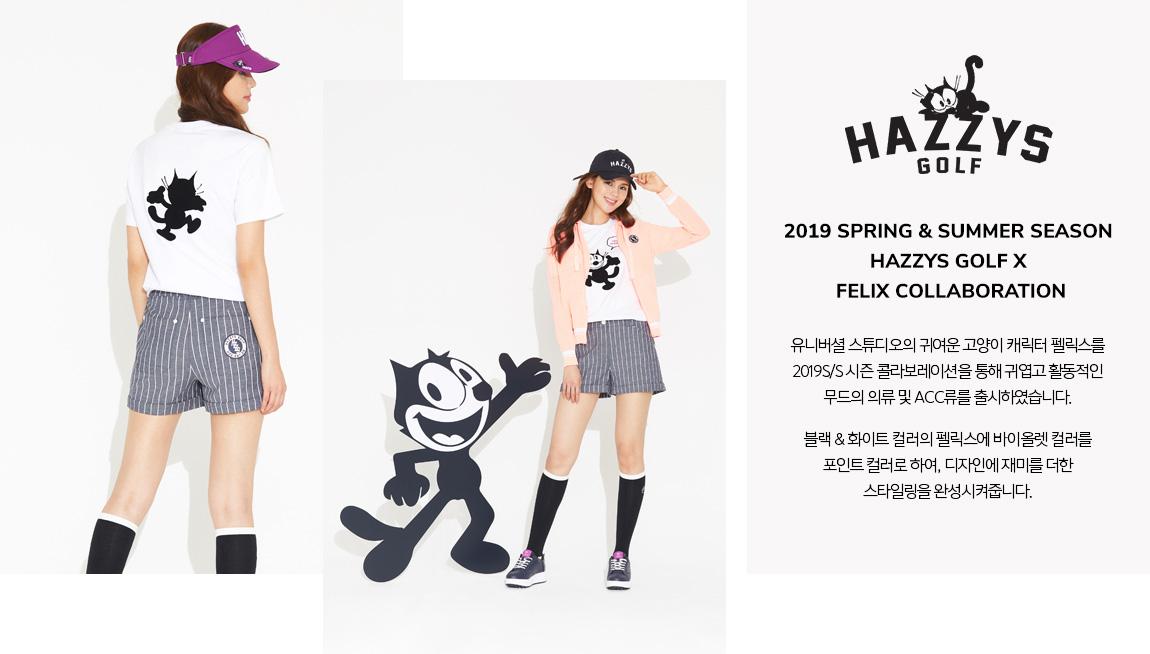 HAZZYS
GOLF
2019 SPRING & SUMMER SEASON
HAZZYS GOLF X
FELIX COLLABORATION
유니버셜 스튜디오의 귀여운 고양이 캐릭터 펠릭스를
2019S/S 시즌 콜라보레이션을 통해 귀엽고 활동적인
무드의 의류 및 ACC류를 출시하였습니다.
블랙 & 화이트 컬러의 펠릭스에 바이올렛 컬러를
포인트 컬러로 하여, 디자인에 재미를 더한
스타일링을 완성시켜줍니다.
HAZZYS